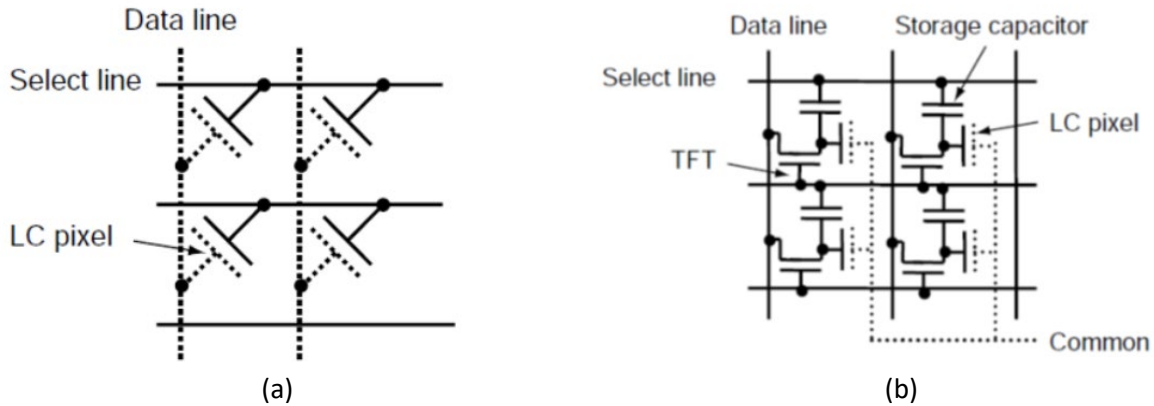 Data line
Select line
LC pixel
(a)
Data line
Storage capacitor
Select line
LC pixel
TFT
Common
(b)